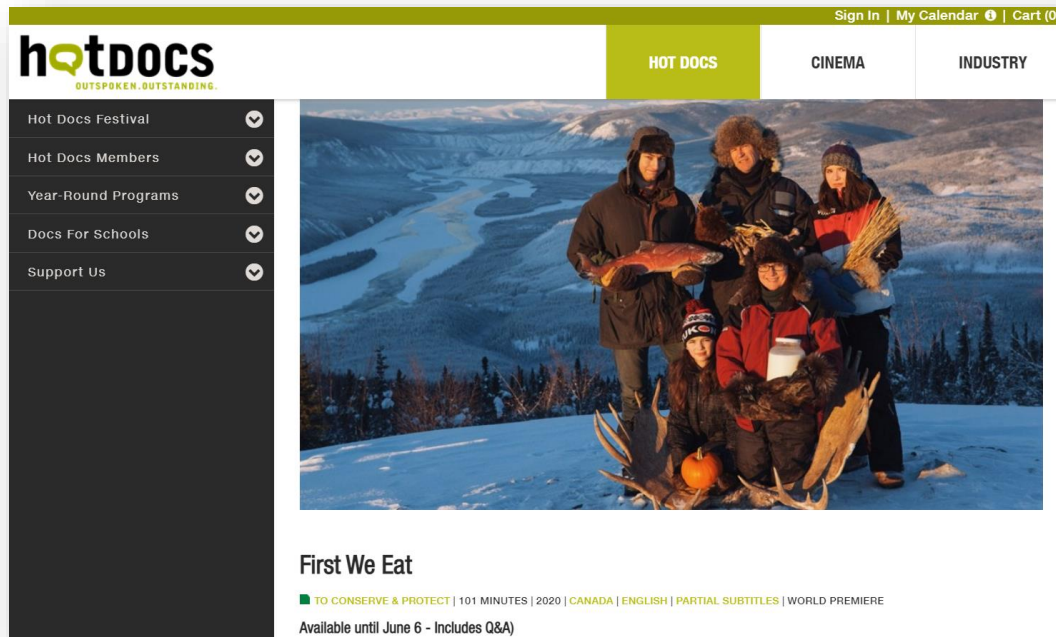 Sign In | My Calendar | Cart (0
hotDOCS
OUTSPOKEN.OUTSTANDING.
HOT DOCS
CINEMA
INDUSTRY
Hot Docs Festival
Hot Docs Members
Year-Round Programs
Docs For Schools
Support Us
First We Eat
TO CONSERVE & PROTECT | 101 MINUTES | 2020 | CANADA | ENGLISH | PARTIAL SUBTITLES | WORLD PREMIERE
Available until June 6 - Includes Q&A)